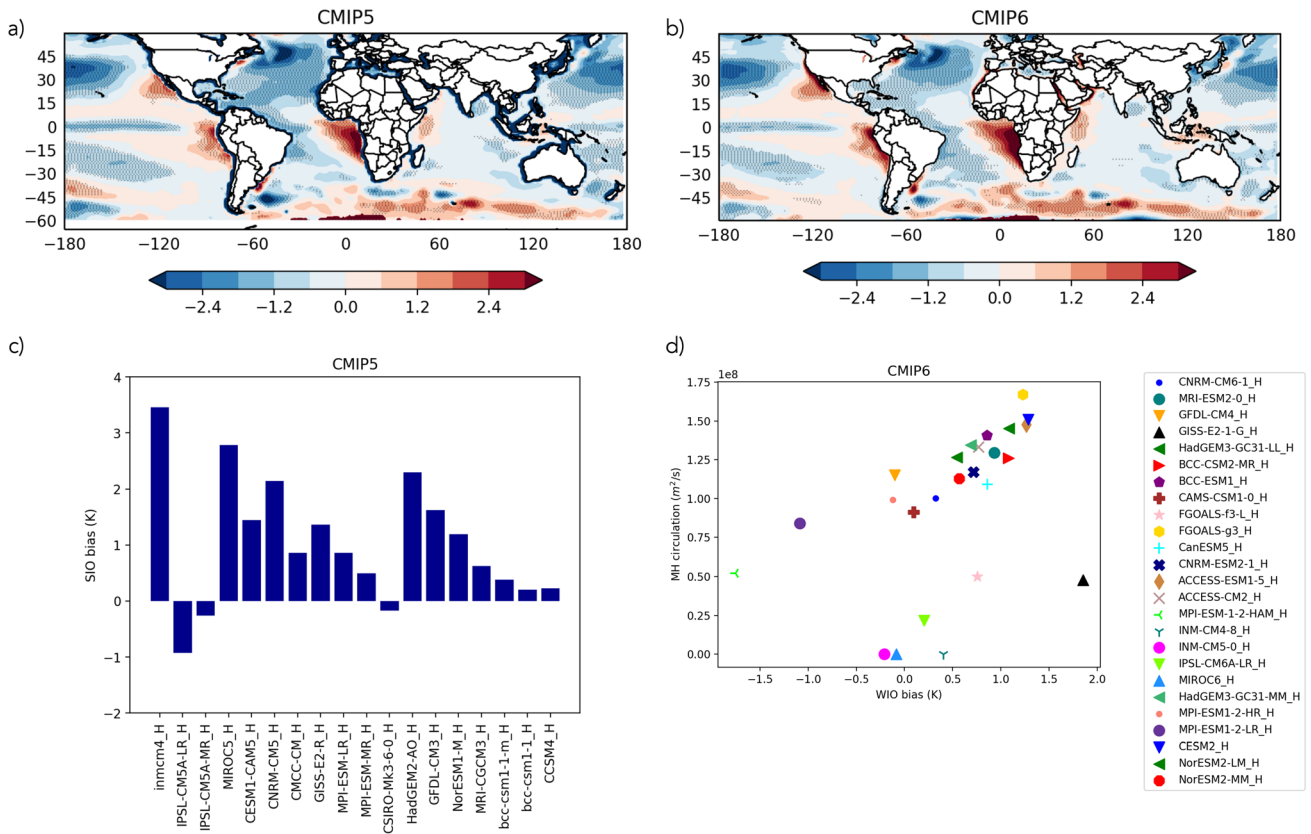 a)
CMIP5
45
30
15
0
−15
−30
−45
−60
−180
−120
−60
0
60
120
180
−2.4
−1.2
0.0
1.2
2.4
b)
CMIP6
45
30
15
0
−15
−30
−45
−180
−120
−60
0
60
120
180
−2.4
−1.2
0.0
1.2
2.4
c)
CMIP5
SIO bias (K)
4
3
2
1
0
−1
−2
inmcm4_H
IPSL-CM5A-LR_H
IPSL-CM5A-MR_H
MIROC5_H
CESM1-CAM5_H
CNRM-CM5_H
CMCC-CM_H
GISS-E2-R_H
MPI-ESM-LR_H
MPI-ESM-MR_H
CSIRO-Mk3-6-0_H
HadGEM2-AO_H
GFDL-CM3_H
NorESM1-M_H
MRI-CGCM3_H
bcc-csm1-1-m_H
bcc-csm1-1_H
CCSM4_H
d)
CMIP6
1e8
MH circulation (m²/s)
1.75
1.50
1.25
1.00
0.75
0.50
0.25
0.00
−1.5
−1.0
−0.5
0.0
0.5
1.0
1.5
2.0
WIO bias (K)
CNRM-CM6-1_H
MRI-ESM2-0_H
GFDL-CM4_H
GISS-E2-1-G_H
HadGEM3-GC31-LL_H
BCC-CSM2-MR_H
BCC-ESM1_H
CAMS-CSM1-0_H
FGOALS-f3-L_H
FGOALS-g3_H
CanESM5_H
CNRM-ESM2-1_H
ACCESS-ESM1-5_H
ACCESS-CM2_H
MPI-ESM-1-2-HAM_H
INM-CM4-8_H
INM-CM5-0_H
IPSL-CM6A-LR_H
MIROC6_H
HadGEM3-GC31-MM_H
MPI-ESM1-2-HR_H
MPI-ESM1-2-LR_H
CESM2_H
NorESM2-LM_H
NorESM2-MM_H